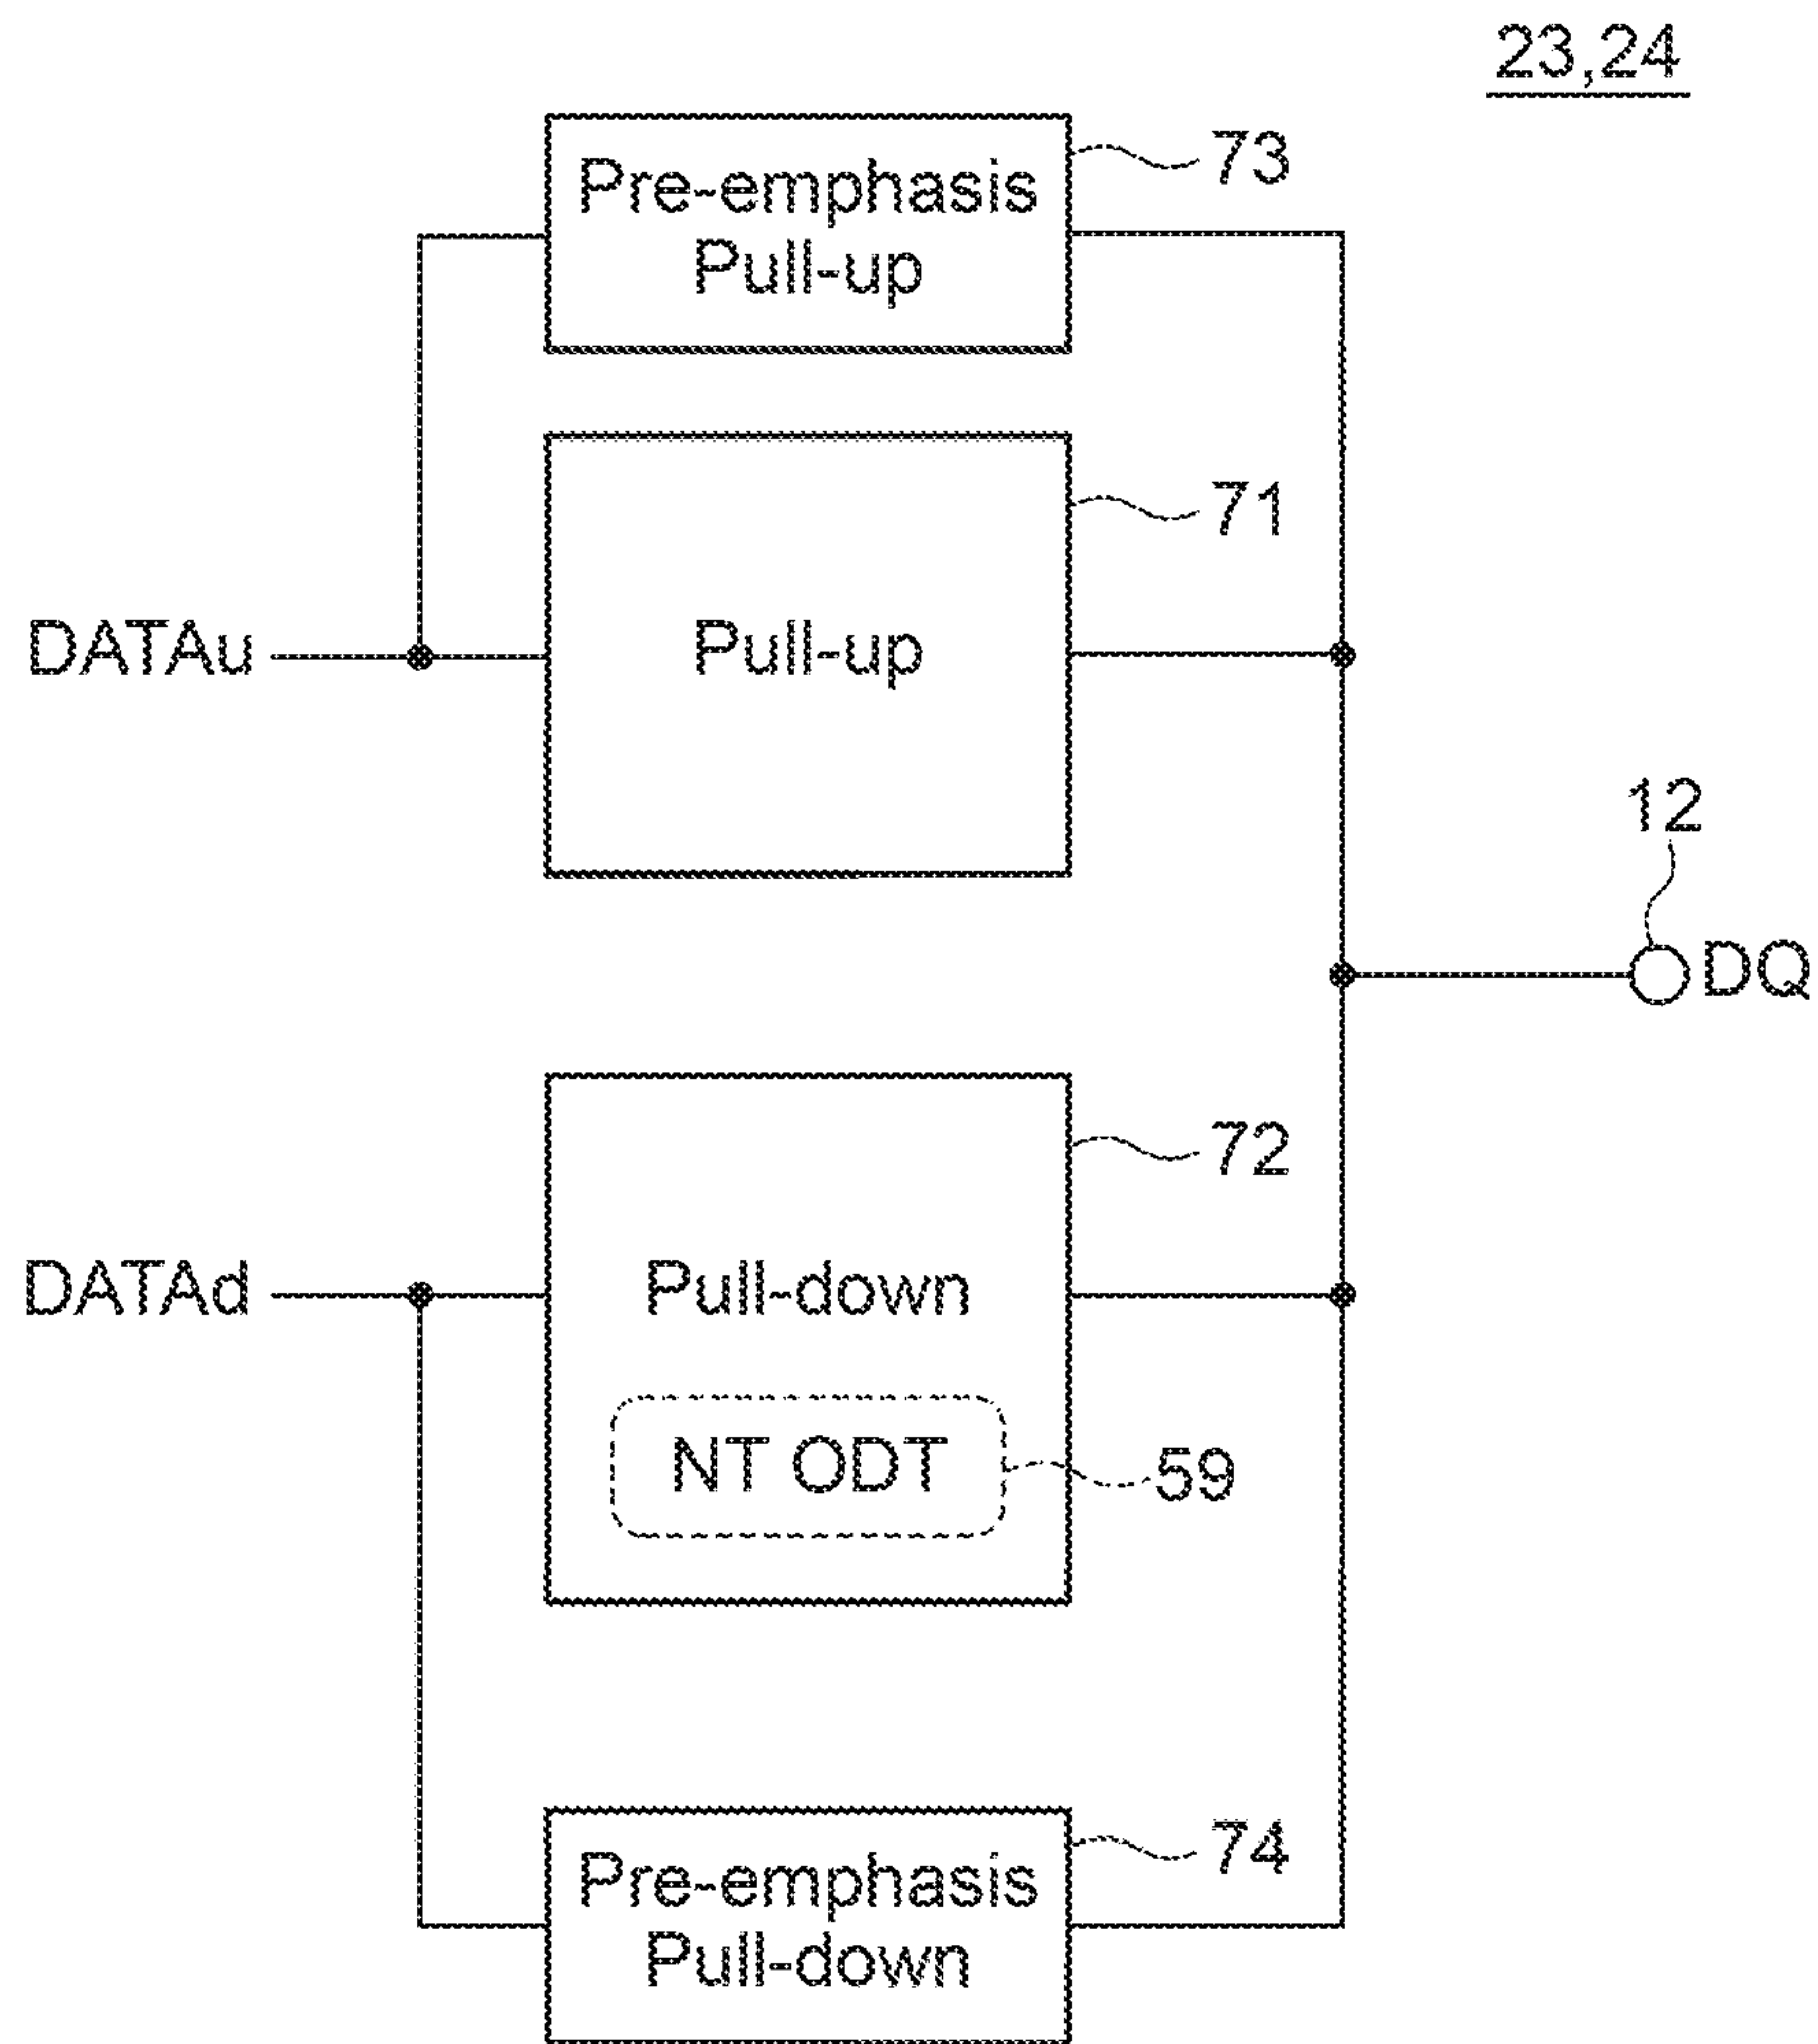 23,24
Pre-emphasis
Pull-up
73
71
DATAu
Pull-up
12
DQ
72
DATAd
Pull-down
NT ODT
59
74
Pre-emphasis
Pull-down